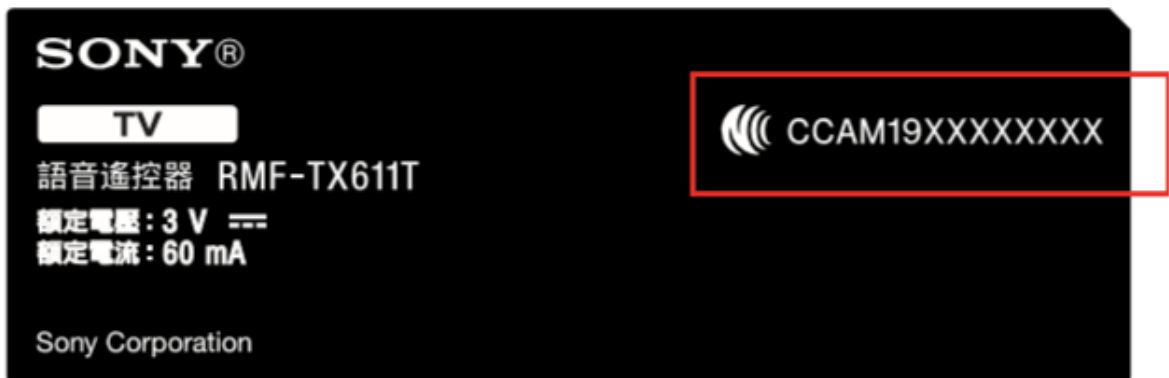 SONY®
TV
語音遙控器 RMF-TX611T
額定電壓:3 V
額定電流:60 mA
CCAM19XXXXXXXX
Sony Corporation